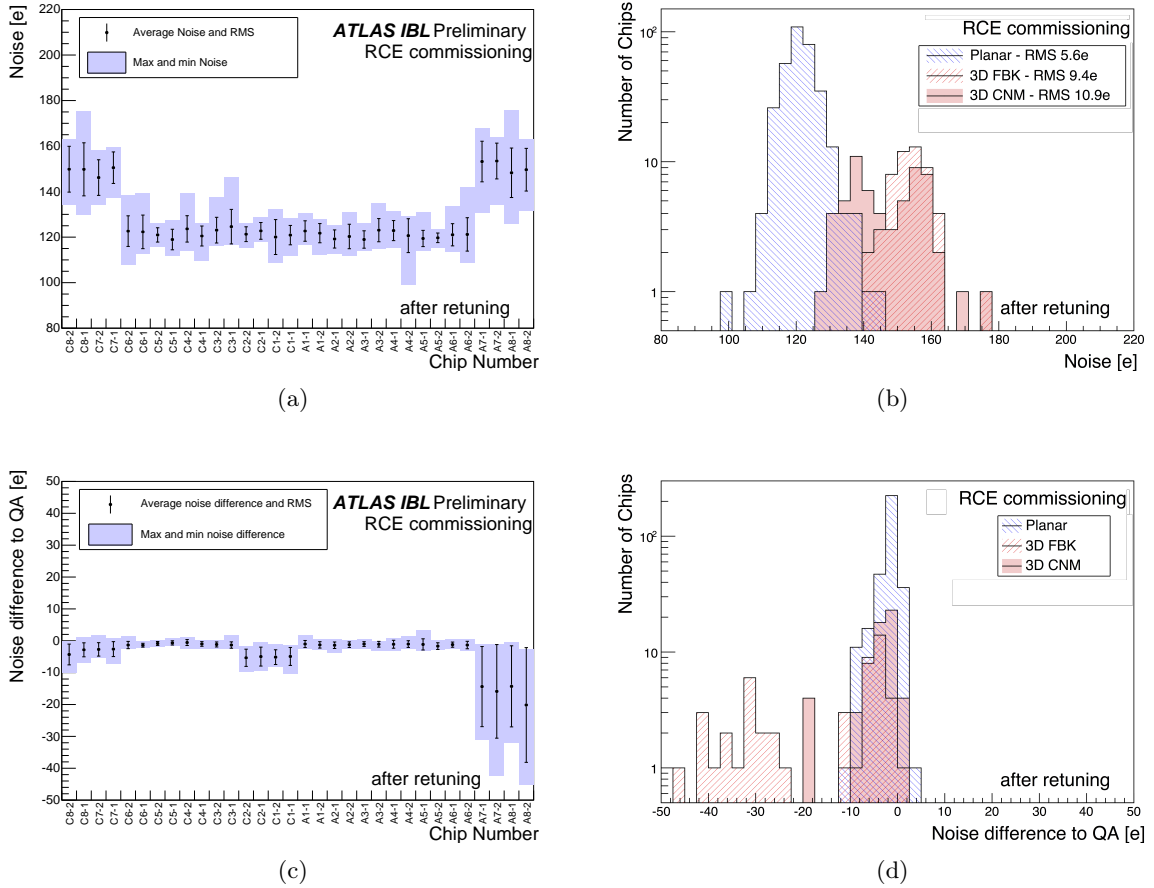 Noise [e]
220
200
180
160
140
120
100
80
Average Noise and RMS
Max and min Noise
ATLAS IBL Preliminary
RCE commissioning
after retuning
C8-2 C8-1 C7-2 C7-1 C6-2 C6-1 C5-2 C5-1 C4-2 C4-1 C3-2 C3-1 C2-2 C2-1 C1-2 C1-1 A1-1 A1-2 A2-1 A2-2 A3-1 A3-2 A4-1 A4-2 A5-1 A5-2 A6-1 A6-2 A7-1 A7-2 A8-1 A8-2
Chip Number
(a)
Number of Chips
10²
10
1
RCE commissioning
Planar - RMS 5.6e
3D FBK - RMS 9.4e
3D CNM - RMS 10.9e
after retuning
80 100 120 140 160 180 200 220
Noise [e]
(b)
Noise difference to QA [e]
50
40
30
20
10
0
-10
-20
-30
-40
-50
Average noise difference and RMS
Max and min noise difference
ATLAS IBL Preliminary
RCE commissioning
after retuning
C8-2 C8-1 C7-2 C7-1 C6-2 C6-1 C5-2 C5-1 C4-2 C4-1 C3-2 C3-1 C2-2 C2-1 C1-2 C1-1 A1-1 A1-2 A2-1 A2-2 A3-1 A3-2 A4-1 A4-2 A5-1 A5-2 A6-1 A6-2 A7-1 A7-2 A8-1 A8-2
Chip Number
(c)
Number of Chips
10²
10
1
RCE commissioning
Planar
3D FBK
3D CNM
after retuning
-50 -40 -30 -20 -10 0 10 20 30 40 50
Noise difference to QA [e]
(d)